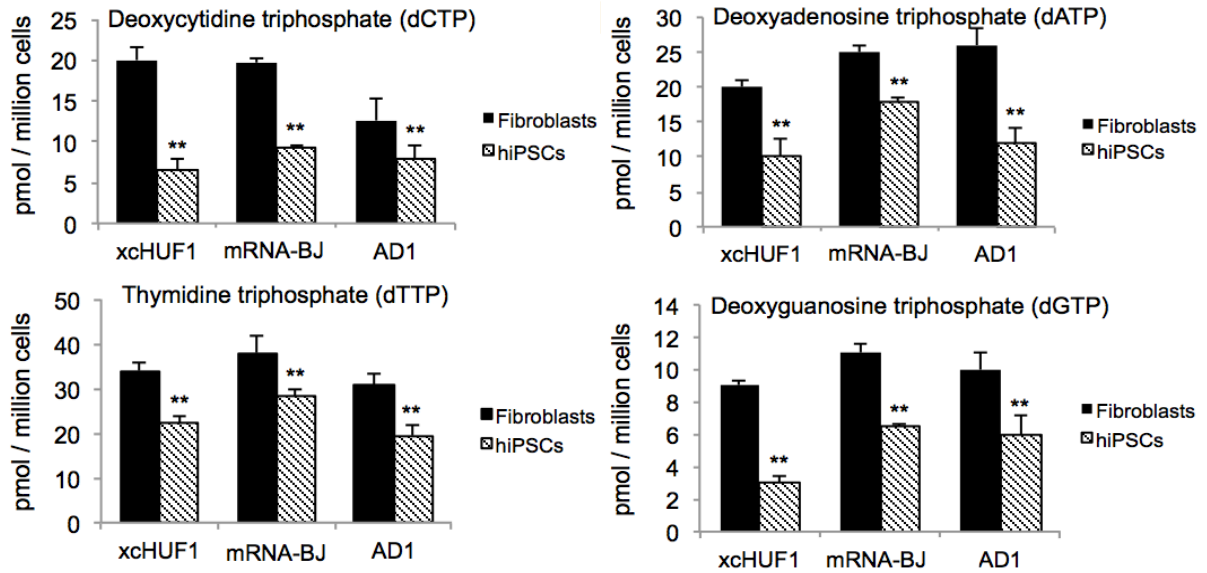 Deoxycytidine triphosphate (dCTP)
pmol / million cells
25
20
15
10
5
0
**
**
**
Fibroblasts
hiPSCs
xcHUF1 mRNA-BJ AD1
Deoxyadenosine triphosphate (dATP)
pmol / million cells
30
25
20
15
10
5
0
**
**
**
Fibroblasts
hiPSCs
xcHUF1 mRNA-BJ AD1
Thymidine triphosphate (dTTP)
pmol / million cells
50
40
30
20
10
0
**
**
**
Fibroblasts
hiPSCs
xcHUF1 mRNA-BJ AD1
Deoxyguanosine triphosphate (dGTP)
pmol / million cells
14
12
10
8
6
4
2
0
**
**
**
Fibroblasts
hiPSCs
xcHUF1 mRNA-BJ AD1